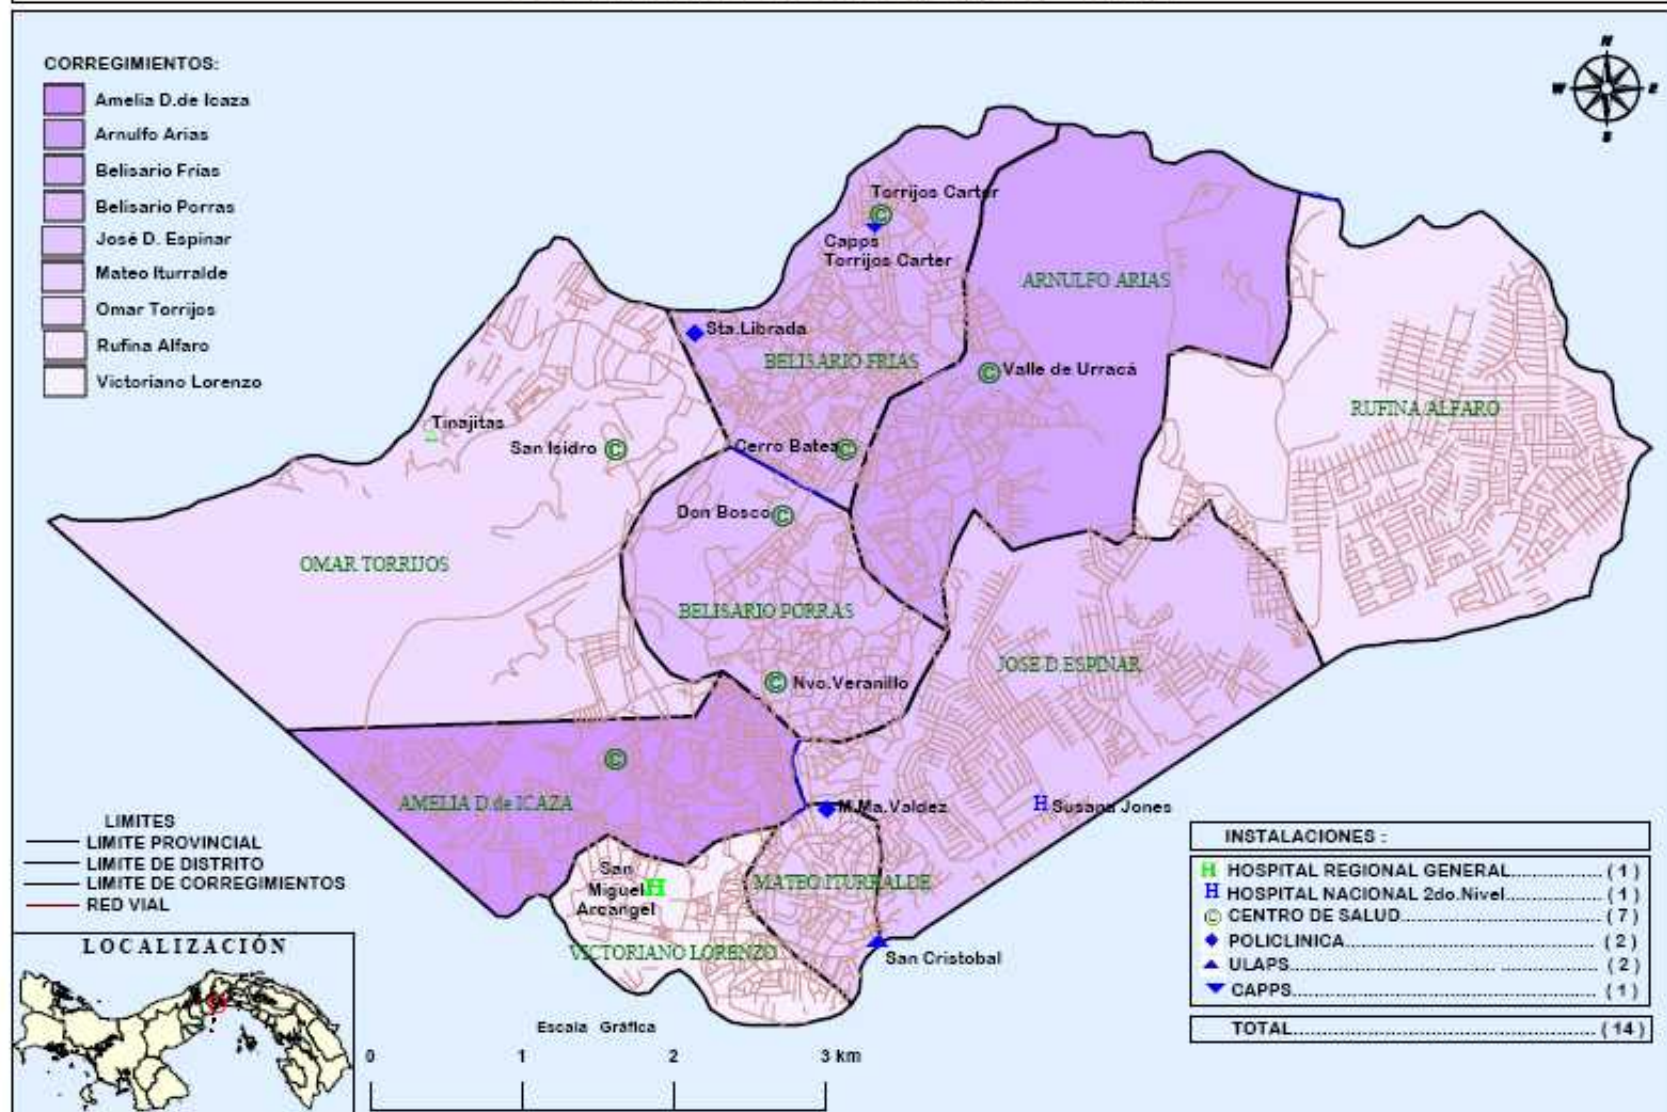 CORREGIMIENTOS:
Amelia D.de Icaza
Arnulfo Arias
Belisario Frías
Belisario Porras
José D. Espinar
Mateo Iturralde
Omar Torrijos
Rufina Alfaro
Victoriano Lorenzo
N
W E
S
Torrijos Carter
Capps
Torrijos Carter
ARNULFO ARIAS
Sta.Librada
BELISARIO FRIAS
Valle de Urracá
RUFINA ALFARO
Tinajitas
San Isidro
Cerro Batea
Don Bosco
OMAR TORRIJOS
BELISARIO PORRAS
JOSE D.ESPINAR
Nvo.Veranillo
AMELIA D.de ICAZA
M.Ma.Valdez
H Susana Jones
San
Miguel H
Arcangel
MATEO ITURRALDE
VICTORIANO LORENZO
San Cristobal
LIMITES
LIMITE PROVINCIAL
LIMITE DE DISTRITO
LIMITE DE CORREGIMIENTOS
RED VIAL
LOCALIZACIÓN
Escala Gráfica
0 1 2 3 km
INSTALACIONES :
H HOSPITAL REGIONAL GENERAL.................. ( 1 )
H HOSPITAL NACIONAL 2do.Nivel.................. ( 1 )
© CENTRO DE SALUD.................. ( 7 )
POLICLINICA.................. ( 2 )
ULAPS.................. ( 2 )
CAPPS.................. ( 1 )
TOTAL.................. ( 14 )